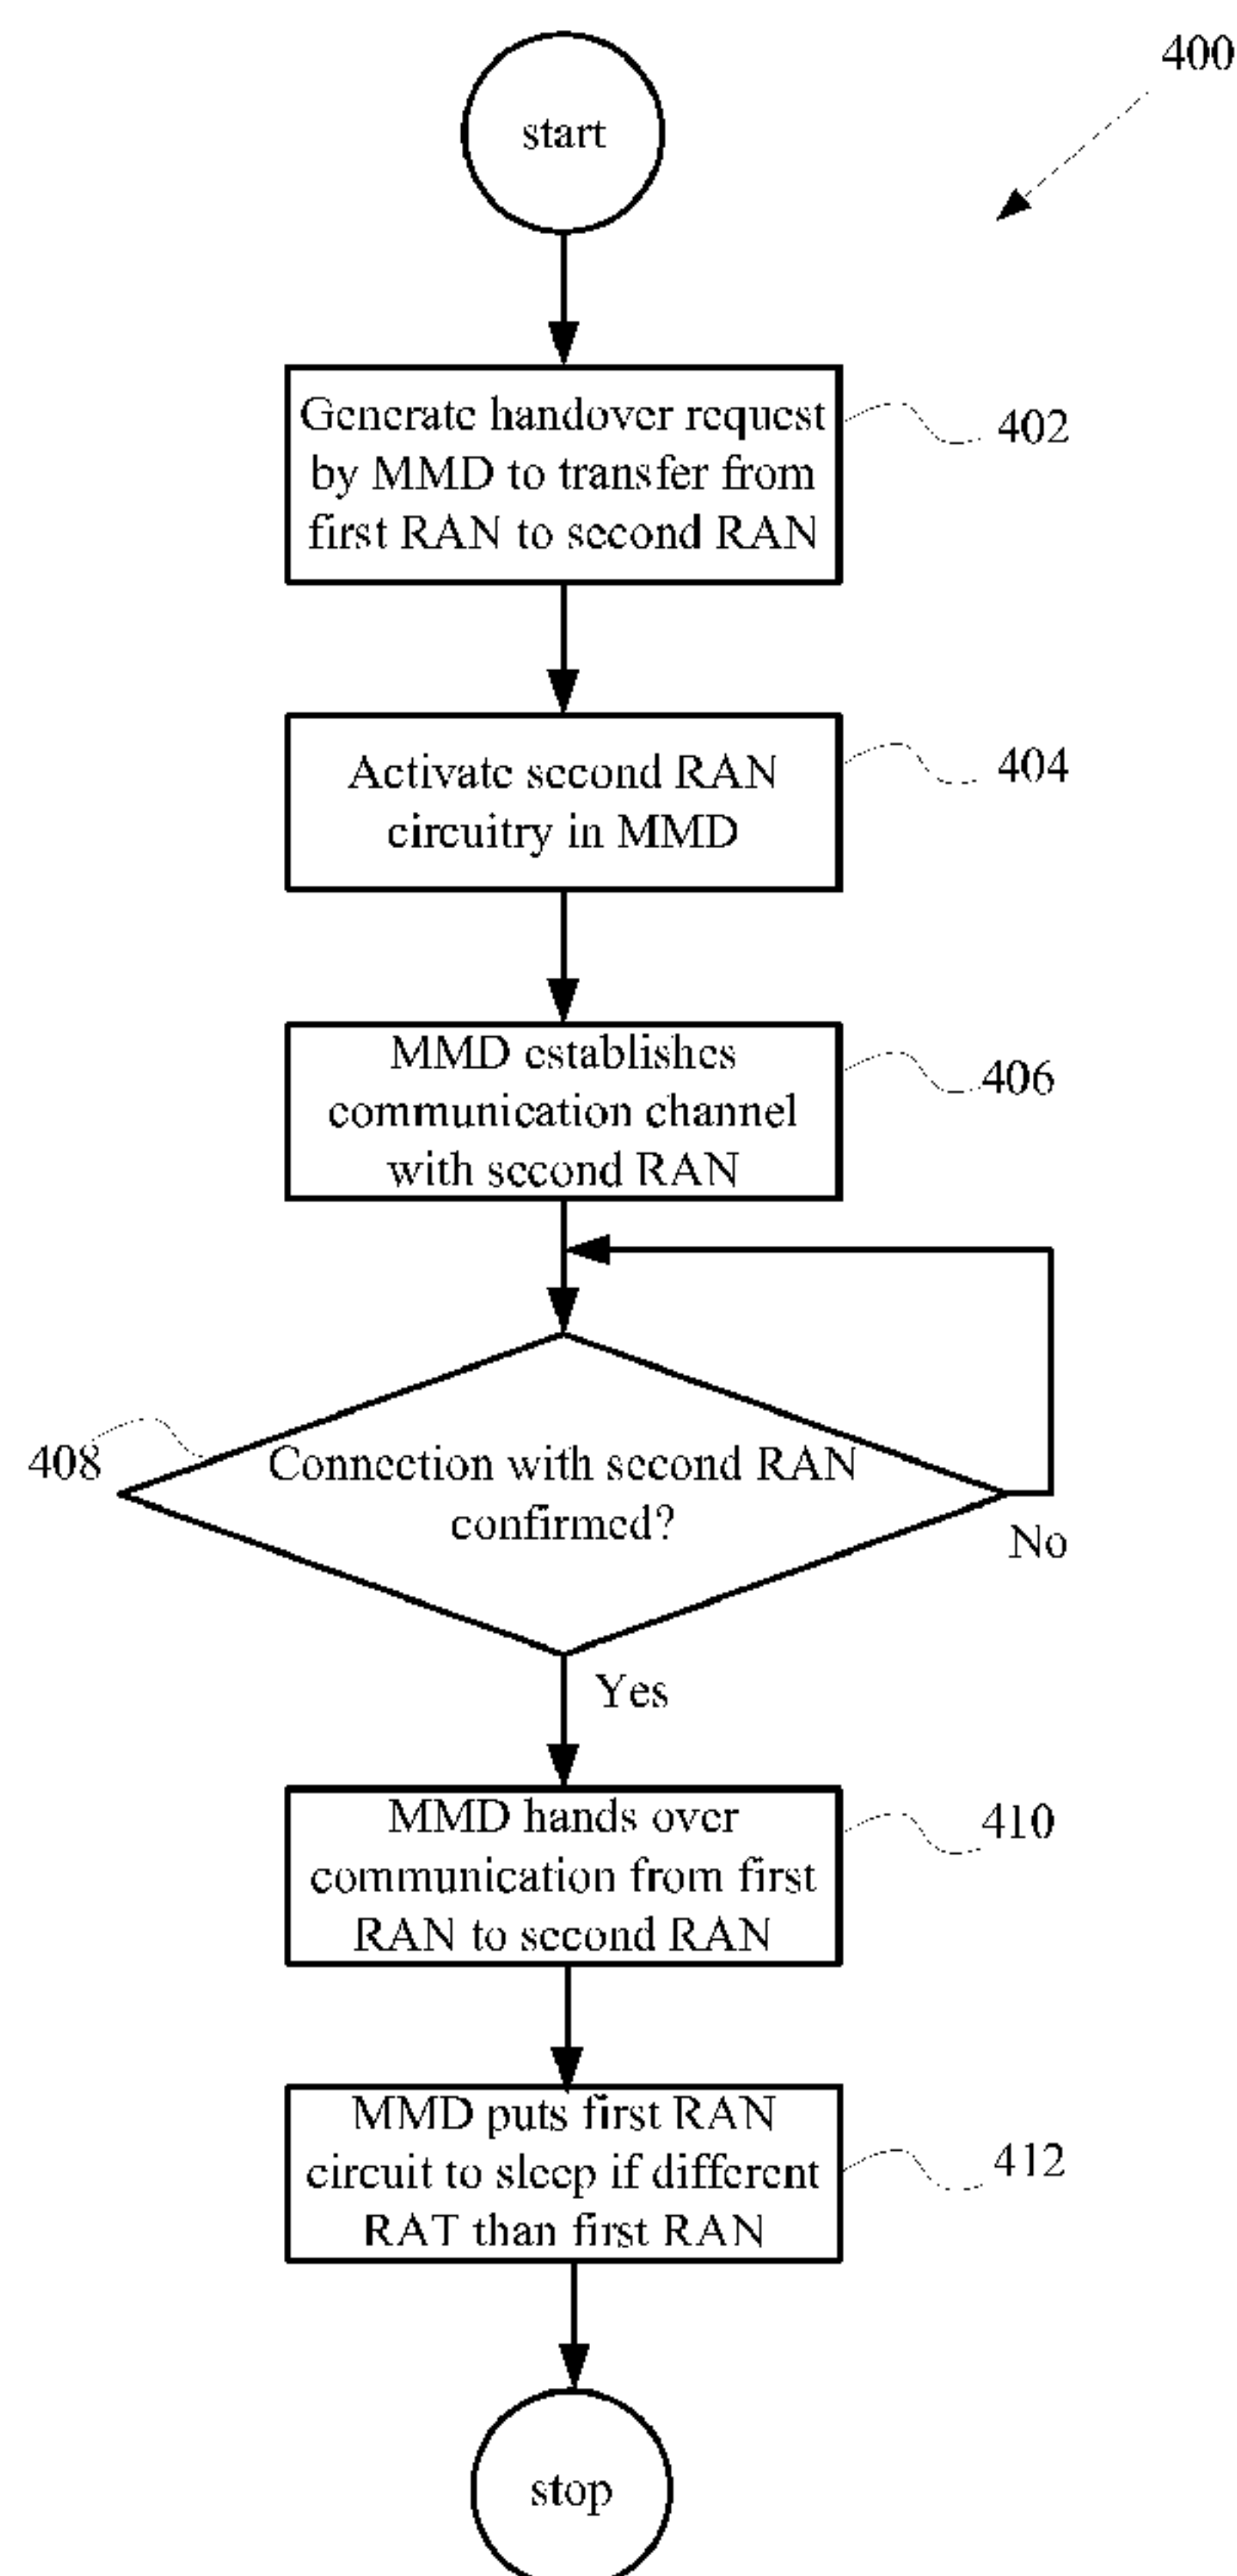 400
start
Generate handover request
by MMD to transfer from
first RAN to second RAN
402
Activate second RAN
circuitry in MMD
404
MMD establishes
communication channel
with second RAN
406
408
Connection with second RAN
confirmed?
No
Yes
MMD hands over
communication from first
RAN to second RAN
410
MMD puts first RAN
circuit to sleep if different
RAT than first RAN
412
stop